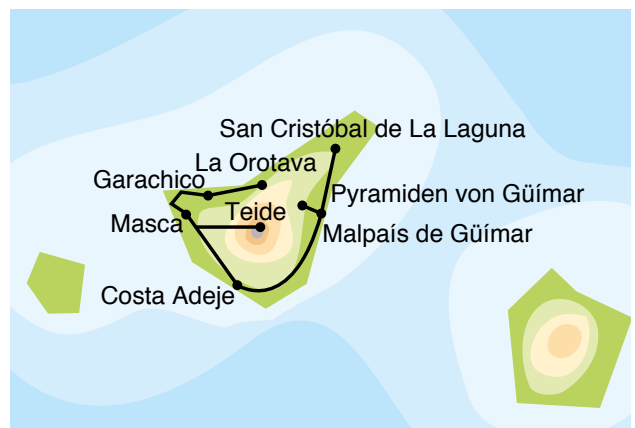 San Cristóbal de La Laguna
La Orotava
Garachico
Pyramiden von Güímar
Teide
Masca
Malpaís de Güímar
Costa Adeje